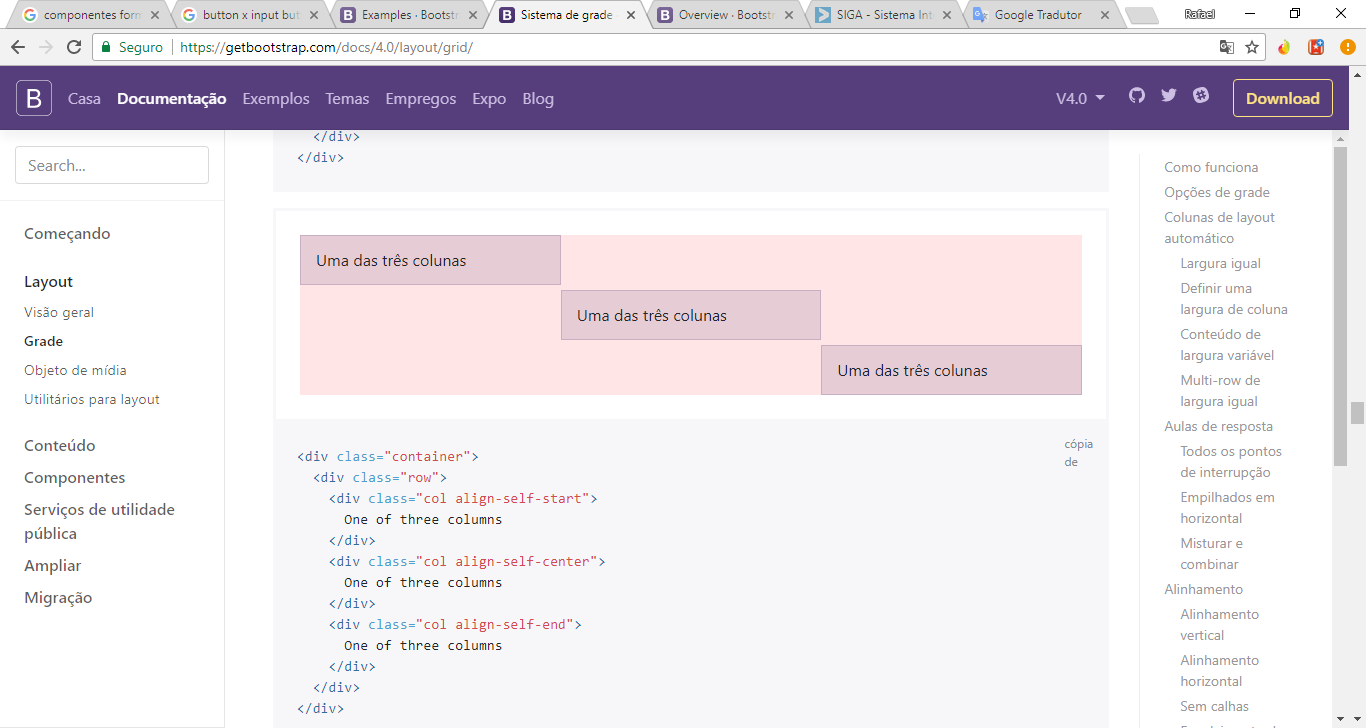 componentes form
button x input but
Examples · Bootst
Sistema de grade
Overview · Bootst
SIGA - Sistema Int
Google Tradutor
Rafael
Seguro
https://getbootstrap.com/docs/4.0/layout/grid/
B
Casa
Documentação
Exemplos
Temas
Empregos
Expo
Blog
V4.0
Download
Search...
Começando
Layout
Visão geral
Grade
Objeto de mídia
Utilitários para layout
Conteúdo
Componentes
Serviços de utilidade
pública
Ampliar
Migração
</div>
</div>
Uma das três colunas
Uma das três colunas
Uma das três colunas
cópia
de
<div class="container">
<div class="row">
<div class="col align-self-start">
One of three columns
</div>
<div class="col align-self-center">
One of three columns
</div>
<div class="col align-self-end">
One of three columns
</div>
</div>
</div>
Como funciona
Opções de grade
Colunas de layout
automático
Largura igual
Definir uma
largura de coluna
Conteúdo de
largura variável
Multi-row de
largura igual
Aulas de resposta
Todos os pontos
de interrupção
Empilhados em
horizontal
Misturar e
combinar
Alinhamento
Alinhamento
vertical
Alinhamento
horizontal
Sem calhas